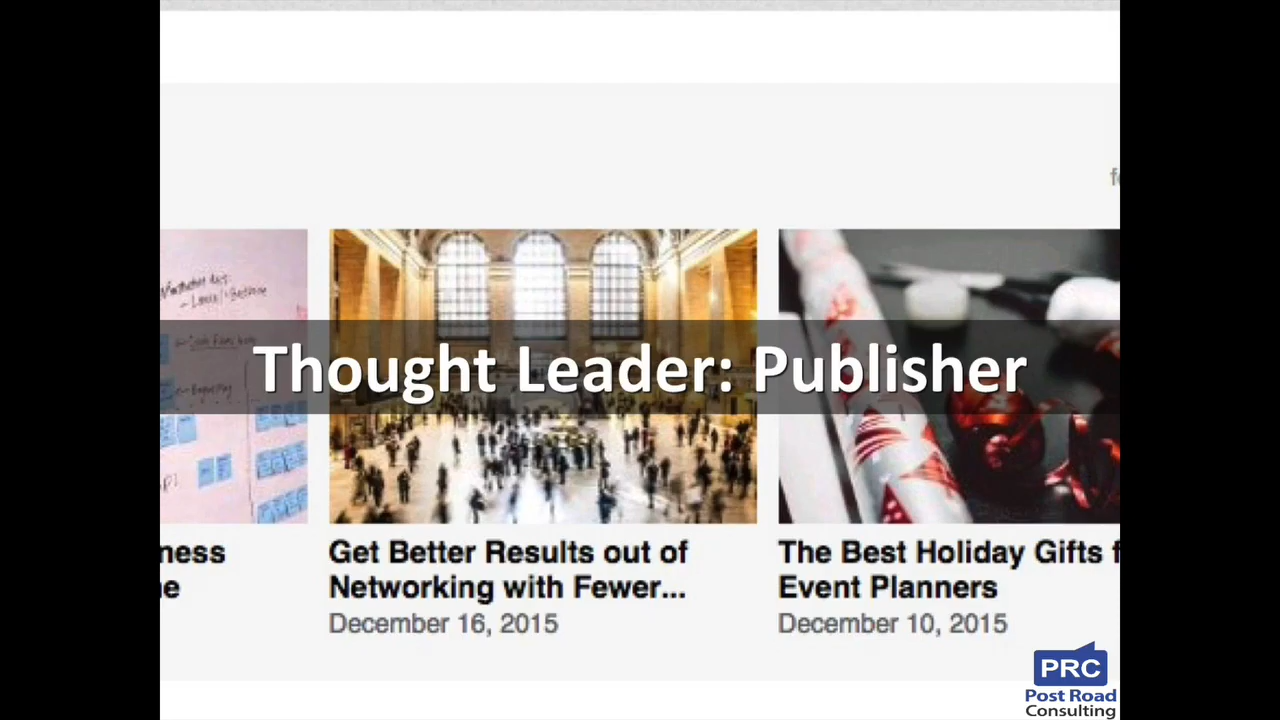 Thought Leader: Publisher
ness
Get Better Results out of
Networking with Fewer...
December 16, 2015
The Best Holiday Gifts f
Event Planners
December 10, 2015
PRC
Post Road
Consulting